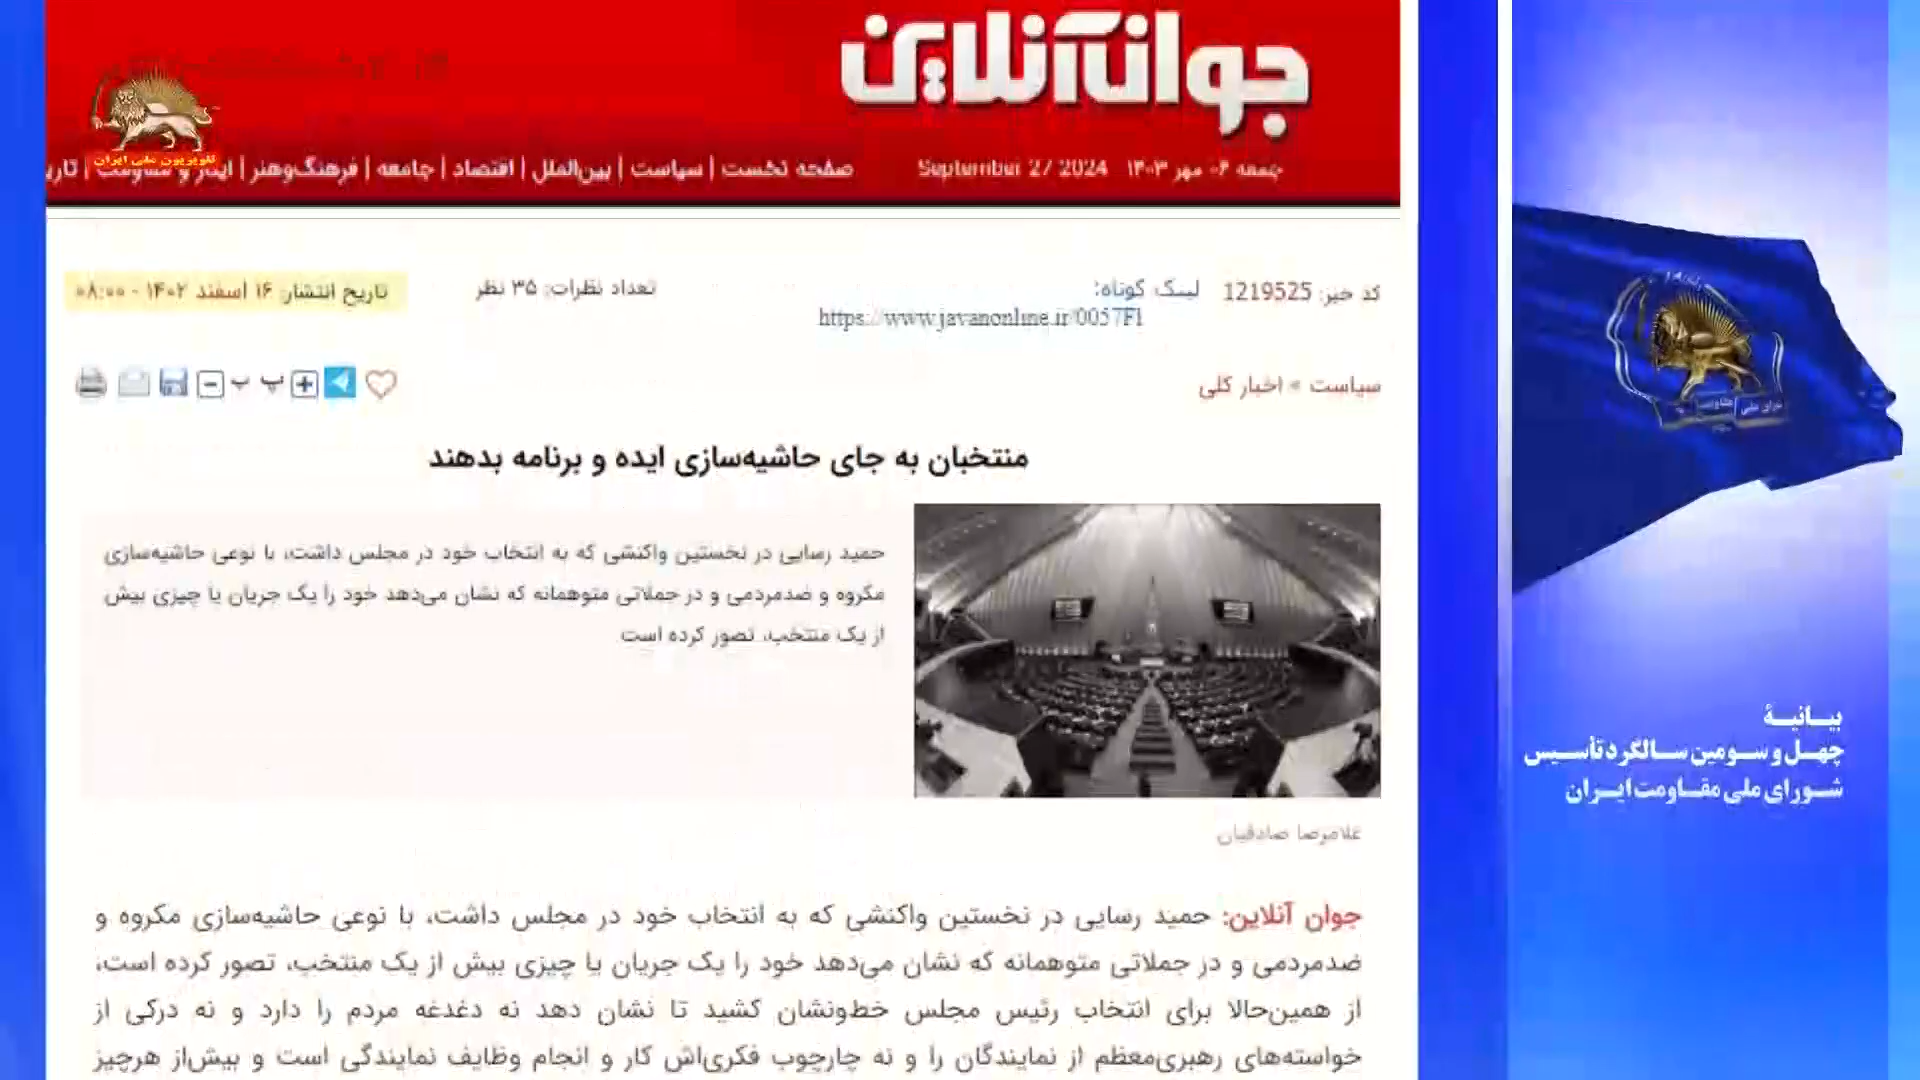 جوان‌آنلاین
تلویزیون ملی ایران
جمعه ۰۶ مهر ۱۴۰۳ September 27 2024
صفحه نخست | سیاست | بین‌الملل | اقتصاد | جامعه | فرهنگ‌وهنر | ایثار و مقاومت
کد خبر: 1219525
لینک کوتاه:
https://www.javanonline.ir/0057F1
تعداد نظرات: ۳۵ نظر
تاریخ انتشار: ۱۶ اسفند ۱۴۰۲ - ۰۸:۰۰
سیاست » اخبار کلی
پ پ
منتخبان به جای حاشیه‌سازی ایده و برنامه بدهند
حمید رسایی در نخستین واکنشی که به انتخاب خود در مجلس داشت، با نوعی حاشیه‌سازی
مکروه و ضدمردمی و در جملاتی متوهمانه که نشان می‌دهد خود را یک جریان یا چیزی بیش
از یک منتخب، تصور کرده است
غلامرضا صادقیان
جوان آنلاین: حمید رسایی در نخستین واکنشی که به انتخاب خود در مجلس داشت، با نوعی حاشیه‌سازی مکروه و
ضدمردمی و در جملاتی متوهمانه که نشان می‌دهد خود را یک جریان یا چیزی بیش از یک منتخب، تصور کرده است،
از همین‌حالا برای انتخاب رئیس مجلس خط‌ونشان کشید تا نشان دهد نه دغدغه مردم را دارد و نه درکی از
خواسته‌های رهبری‌معظم از نمایندگان را و نه چارچوب فکری‌اش کار و انجام وظایف نمایندگی است و بیش‌از هرچیز
بیـانیـۀ
چهـل و سـومین سـالگرد تأسیس
شـورای ملی مقـاومت ایـران